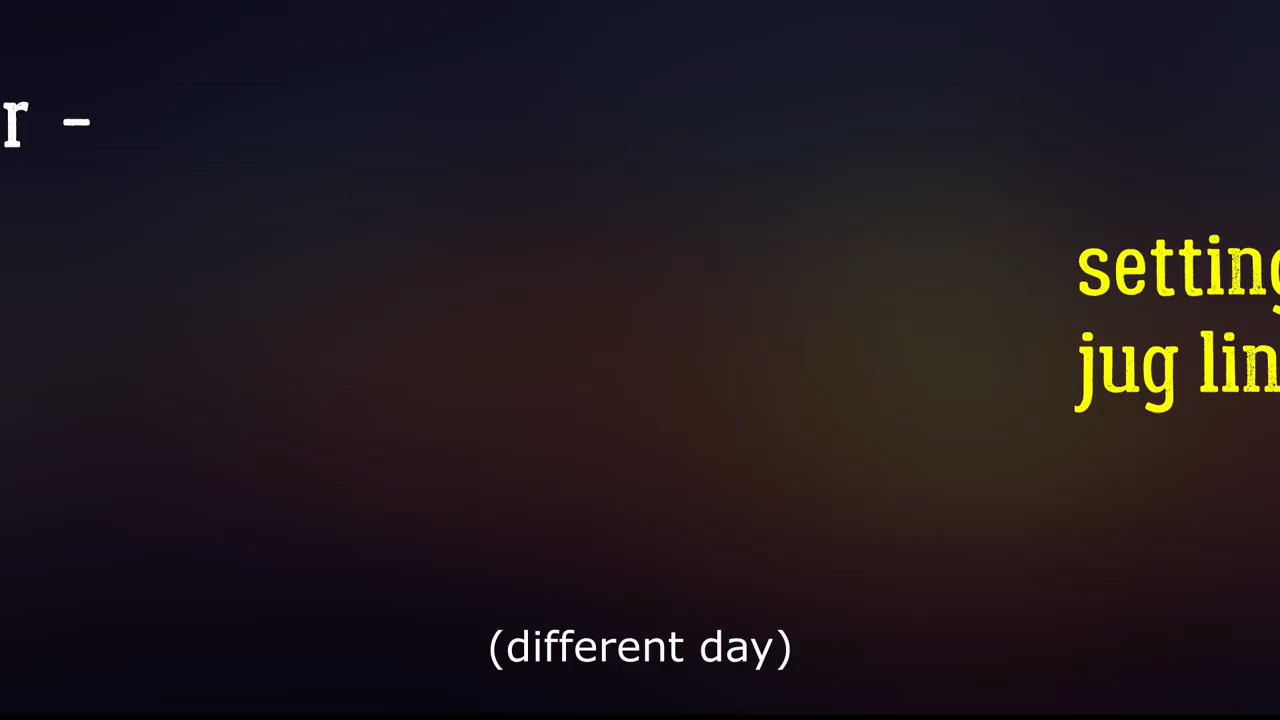 r -
setting
jug lin
(different day)